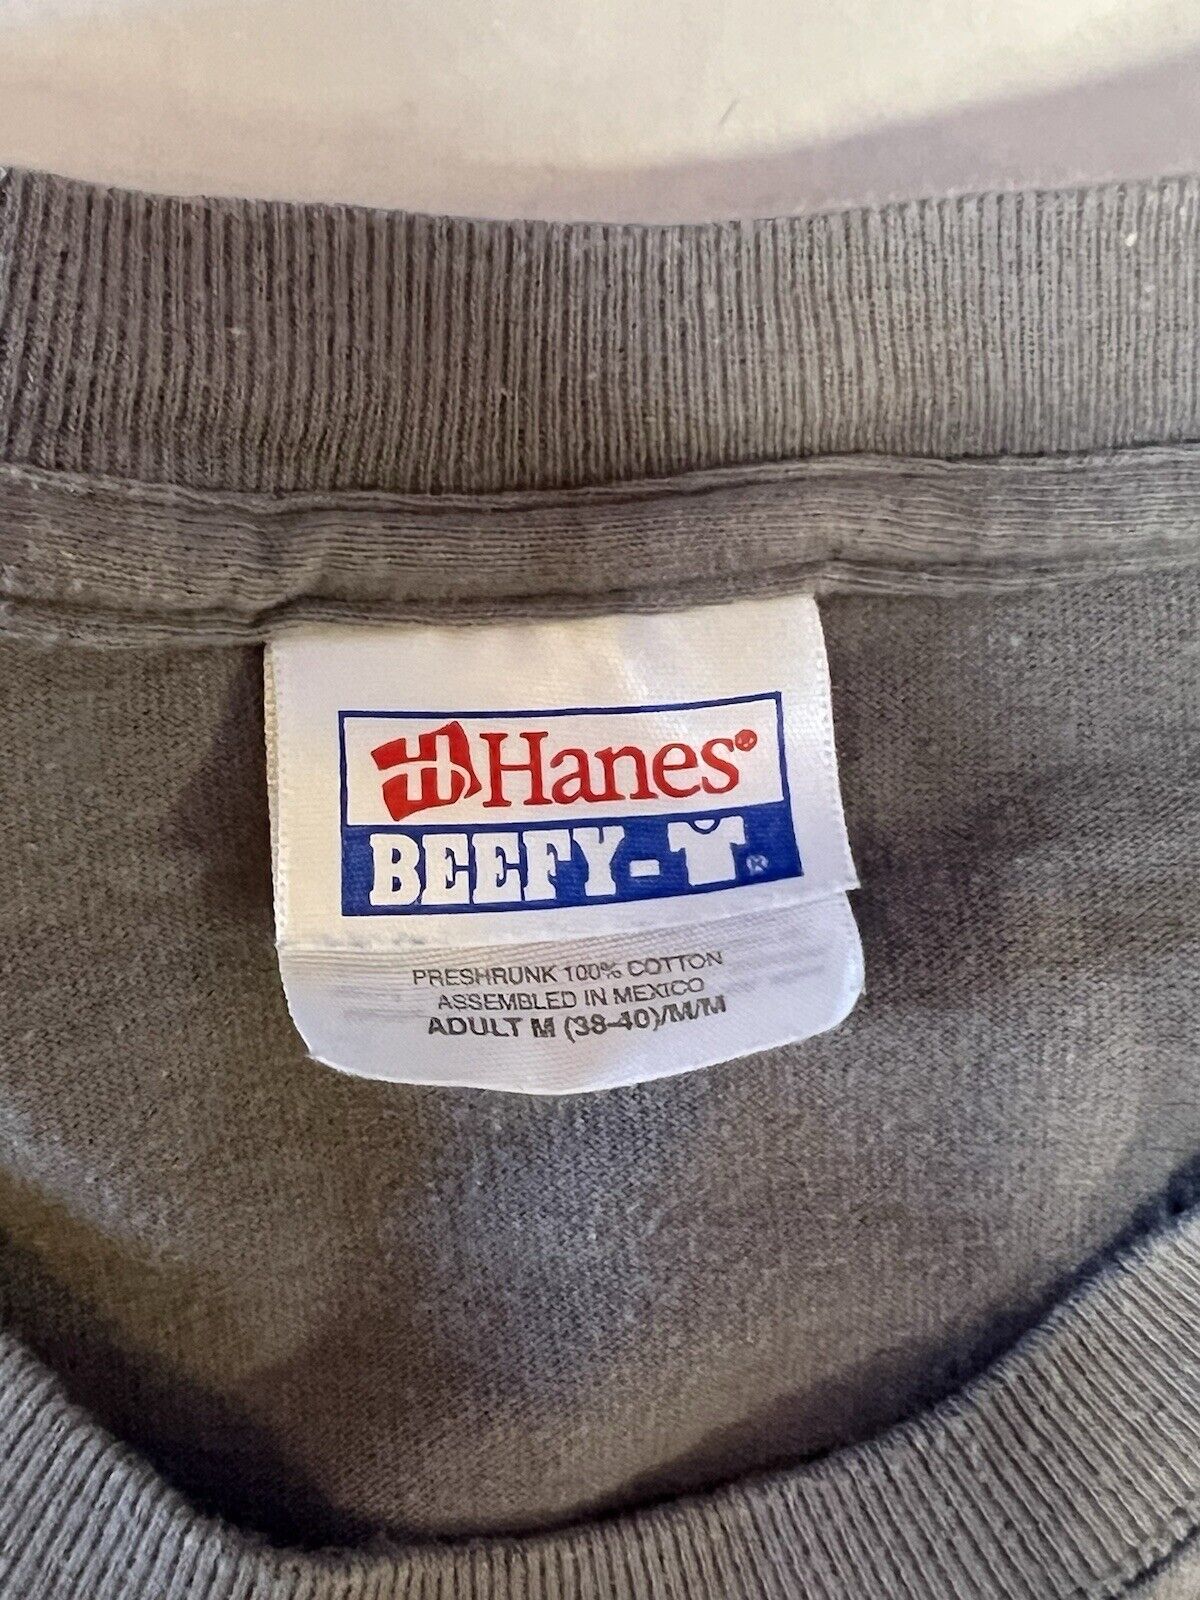 Hanes®
BEEFY-T®
PRESHRUNK 100% COTTON
ASSEMBLED IN MEXICO
ADULT M (38-40)/M/M